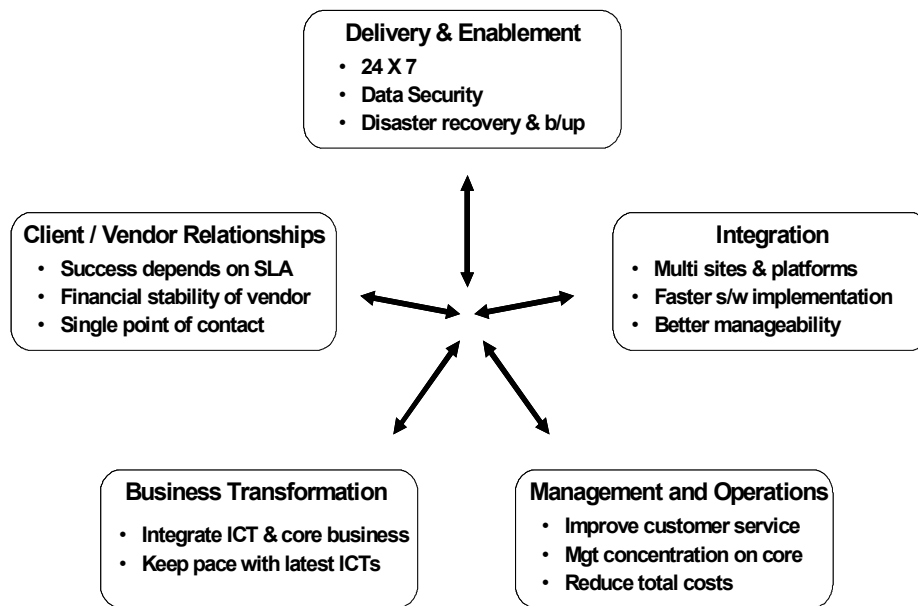 Delivery & Enablement
• 24 X 7
• Data Security
• Disaster recovery & b/up
Client / Vendor Relationships
• Success depends on SLA
• Financial stability of vendor
• Single point of contact
Integration
• Multi sites & platforms
• Faster s/w implementation
• Better manageability
Business Transformation
• Integrate ICT & core business
• Keep pace with latest ICTs
Management and Operations
• Improve customer service
• Mgt concentration on core
• Reduce total costs